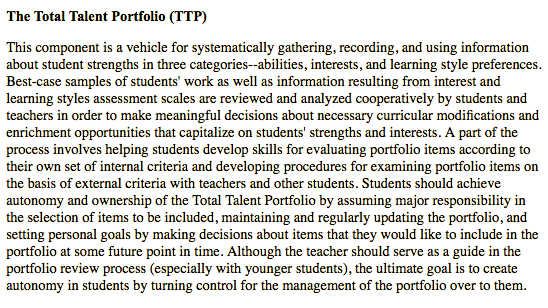 The Total Talent Portfolio (TTP)
This component is a vehicle for systematically gathering, recording, and using information
about student strengths in three categories--abilities, interests, and learning style preferences.
Best-case samples of students' work as well as information resulting from interest and
learning styles assessment scales are reviewed and analyzed cooperatively by students and
teachers in order to make meaningful decisions about necessary curricular modifications and
enrichment opportunities that capitalize on students' strengths and interests. A part of the
process involves helping students develop skills for evaluating portfolio items according to
their own set of internal criteria and developing procedures for examining portfolio items on
the basis of external criteria with teachers and other students. Students should achieve
autonomy and ownership of the Total Talent Portfolio by assuming major responsibility in
the selection of items to be included, maintaining and regularly updating the portfolio, and
setting personal goals by making decisions about items that they would like to include in the
portfolio at some future point in time. Although the teacher should serve as a guide in the
portfolio review process (especially with younger students), the ultimate goal is to create
autonomy in students by turning control for the management of the portfolio over to them.